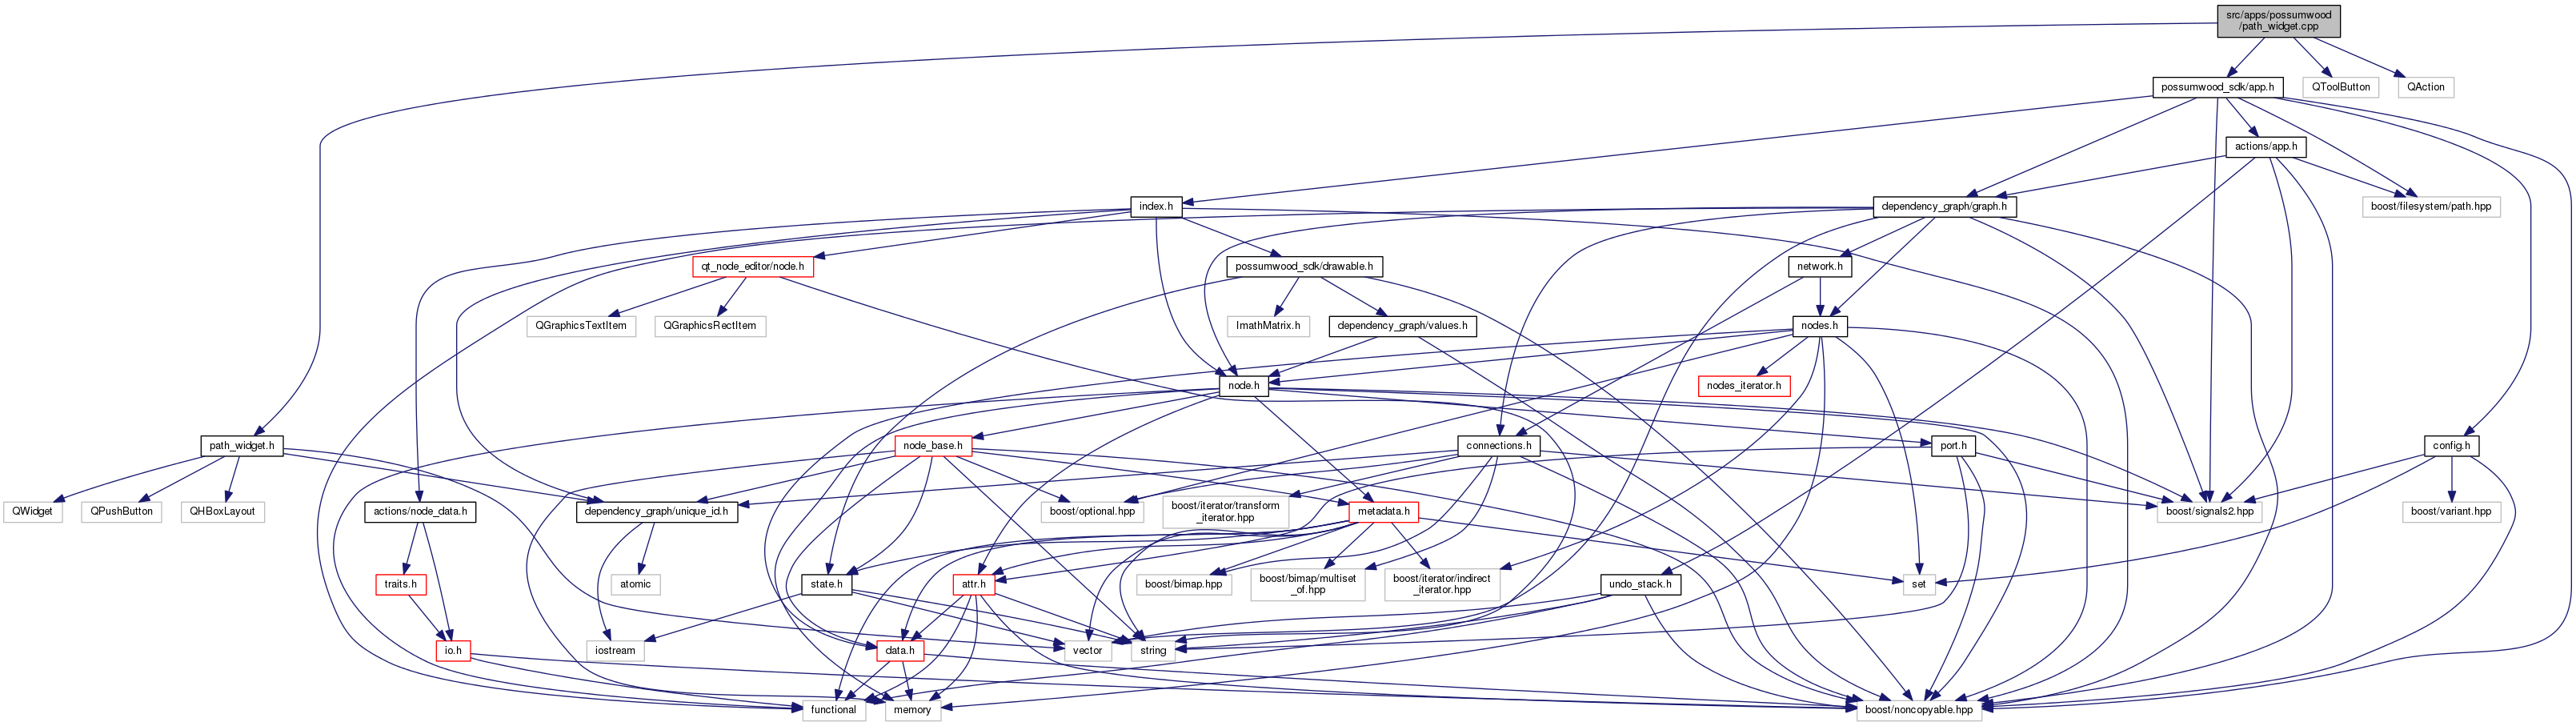 src/apps/possumwood
/path_widget.cpp
possumwood_sdk/app.h
QToolButton
QAction
actions/app.h
index.h
dependency_graph/graph.h
boost/filesystem/path.hpp
qt_node_editor/node.h
possumwood_sdk/drawable.h
network.h
QGraphicsTextItem
QGraphicsRectItem
ImathMatrix.h
dependency_graph/values.h
nodes.h
node.h
nodes_iterator.h
path_widget.h
node_base.h
connections.h
port.h
config.h
QWidget
QPushButton
QHBoxLayout
actions/node_data.h
dependency_graph/unique_id.h
boost/optional.hpp
boost/iterator/transform
_iterator.hpp
metadata.h
boost/signals2.hpp
boost/variant.hpp
traits.h
atomic
state.h
attr.h
boost/bimap.hpp
boost/bimap/multiset
_of.hpp
boost/iterator/indirect
_iterator.hpp
undo_stack.h
set
io.h
iostream
data.h
vector
string
functional
memory
boost/noncopyable.hpp